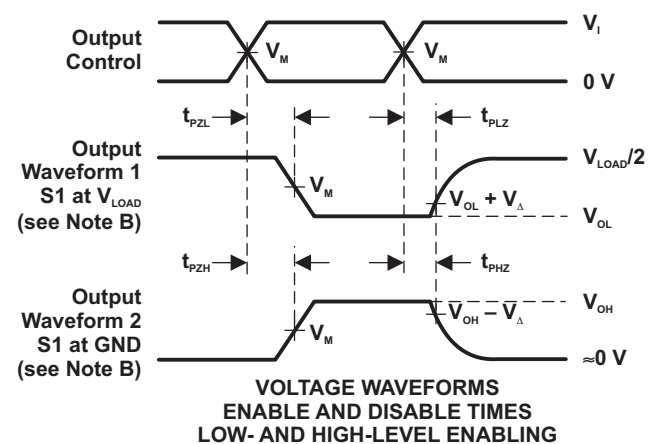 Output
Control
V_M
V_M
V_I
0 V
t_PZL
t_PLZ
Output
Waveform 1
S1 at V_LOAD
(see Note B)
V_M
V_OL + V_Δ
V_LOAD/2
V_OL
t_PZH
t_PHZ
Output
Waveform 2
S1 at GND
(see Note B)
V_M
V_OH − V_Δ
V_OH
≈0 V
VOLTAGE WAVEFORMS
ENABLE AND DISABLE TIMES
LOW- AND HIGH-LEVEL ENABLING